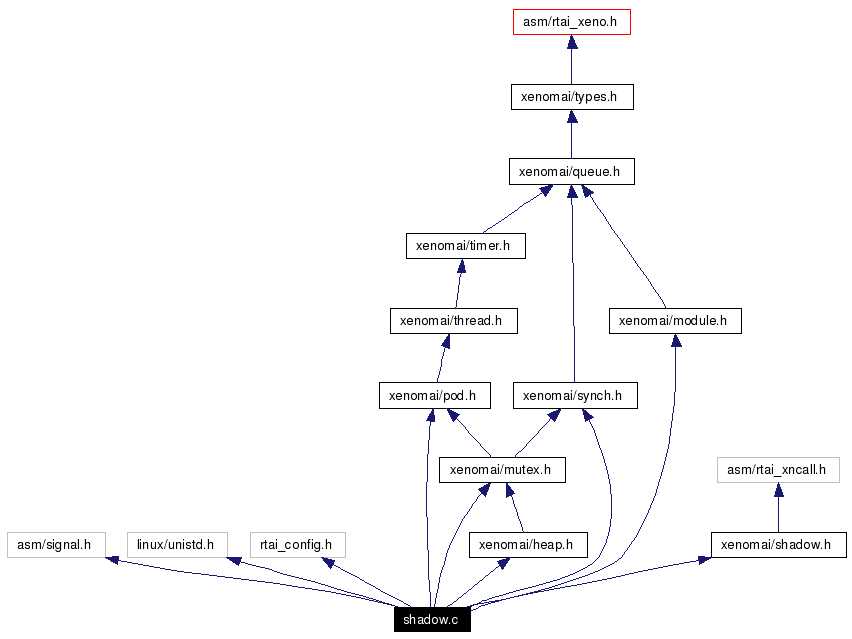 asm/rtai_xeno.h
xenomai/types.h
xenomai/queue.h
xenomai/timer.h
xenomai/thread.h
xenomai/module.h
xenomai/pod.h
xenomai/synch.h
xenomai/mutex.h
asm/rtai_xncall.h
asm/signal.h
linux/unistd.h
rtai_config.h
xenomai/heap.h
xenomai/shadow.h
shadow.c